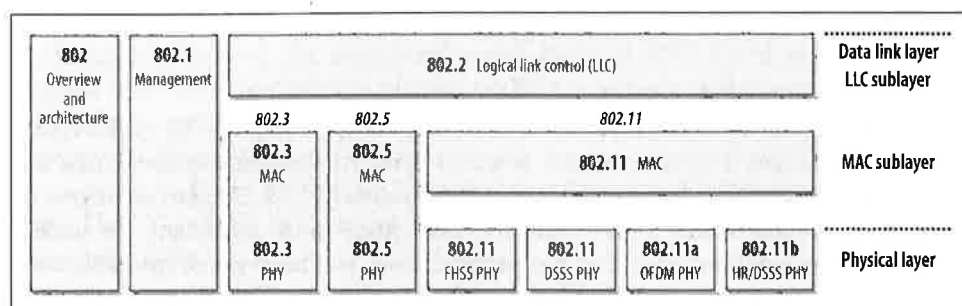 802
Overview
and
architecture
802.1
Management
802.2 Logical link control (LLC)
Data link layer
LLC sublayer
802.3
802.5
802.11
802.3
MAC
802.5
MAC
802.11 MAC
MAC sublayer
802.3
PHY
802.5
PHY
802.11
FHSS PHY
802.11
DSSS PHY
802.11a
OFDM PHY
802.11b
HR/DSSS PHY
Physical layer